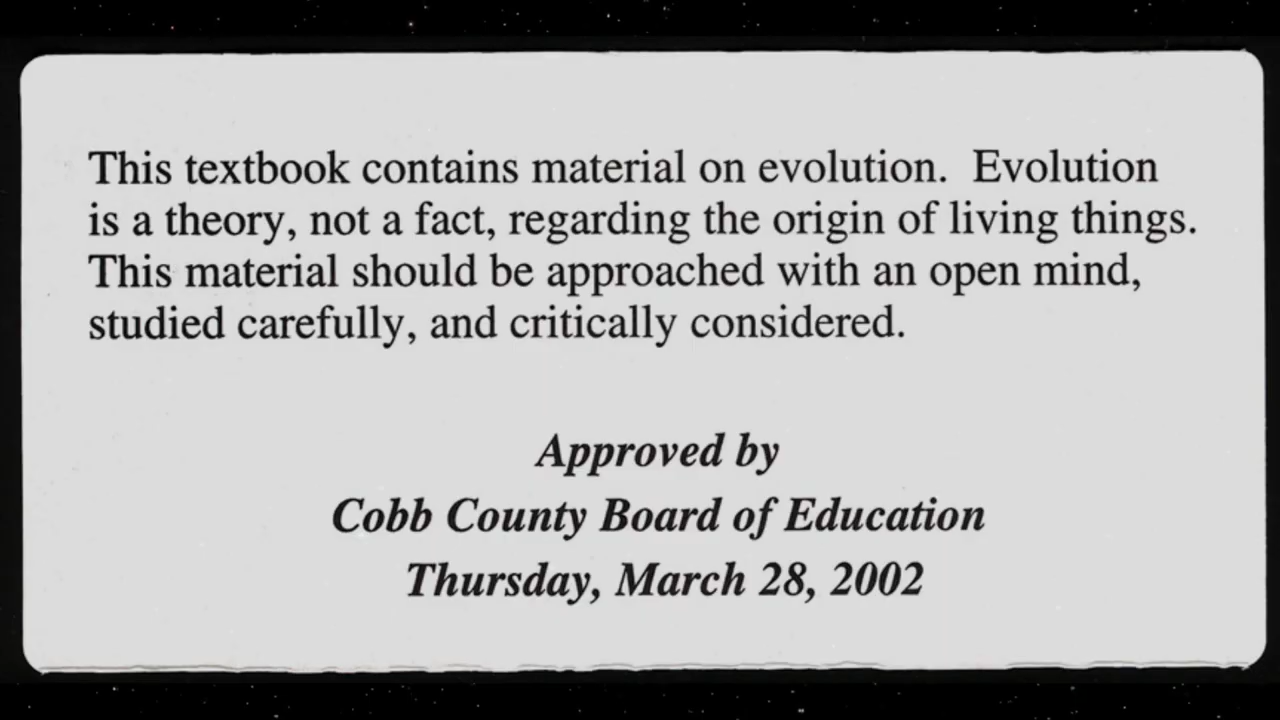 This textbook contains material on evolution. Evolution
is a theory, not a fact, regarding the origin of living things.
This material should be approached with an open mind,
studied carefully, and critically considered.
Approved by
Cobb County Board of Education
Thursday, March 28, 2002